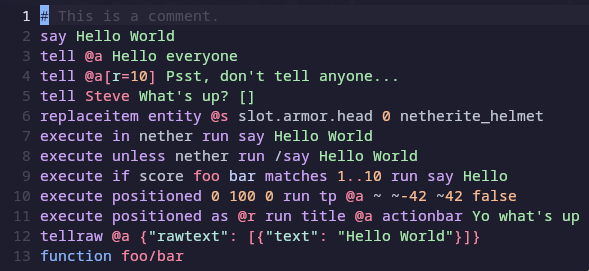 1 # This is a comment.
2 say Hello World
3 tell @a Hello everyone
4 tell @a[r=10] Psst, don't tell anyone...
5 tell Steve What's up? []
6 replaceitem entity @s slot.armor.head 0 netherite_helmet
7 execute in nether run say Hello World
8 execute unless nether run /say Hello World
9 execute if score foo bar matches 1..10 run say Hello
10 execute positioned 0 100 0 run tp @a ~ ~-42 ~42 false
11 execute positioned as @r run title @a actionbar Yo what's up
12 tellraw @a {"rawtext": [{"text": "Hello World"}]}
13 function foo/bar